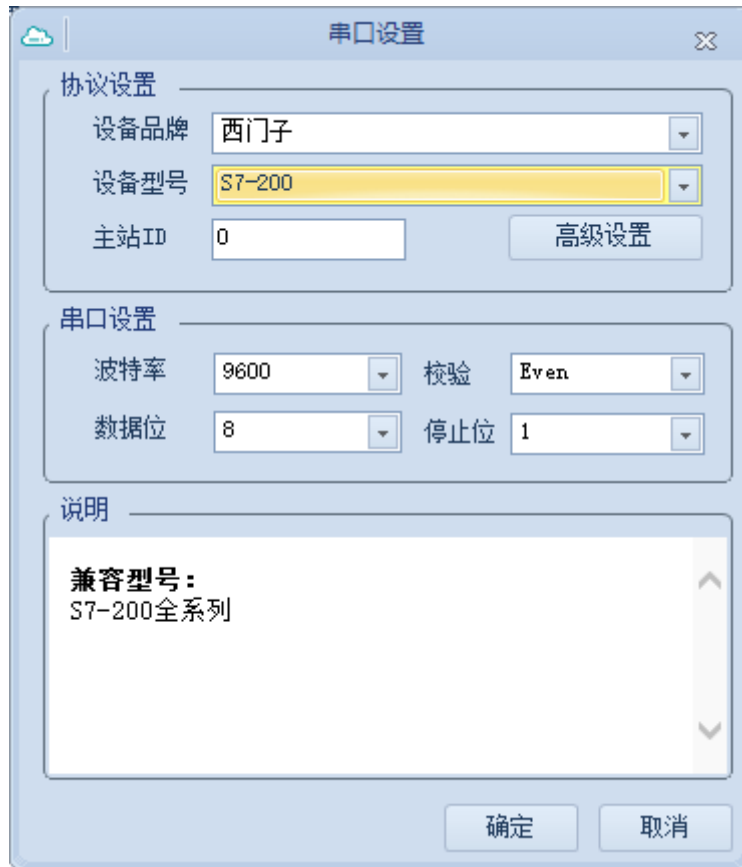 串口设置
协议设置
设备品牌 西门子
设备型号 S7-200
主站ID 0 高级设置
串口设置
波特率 9600 校验 Even
数据位 8 停止位 1
说明
兼容型号:
S7-200全系列
确定 取消